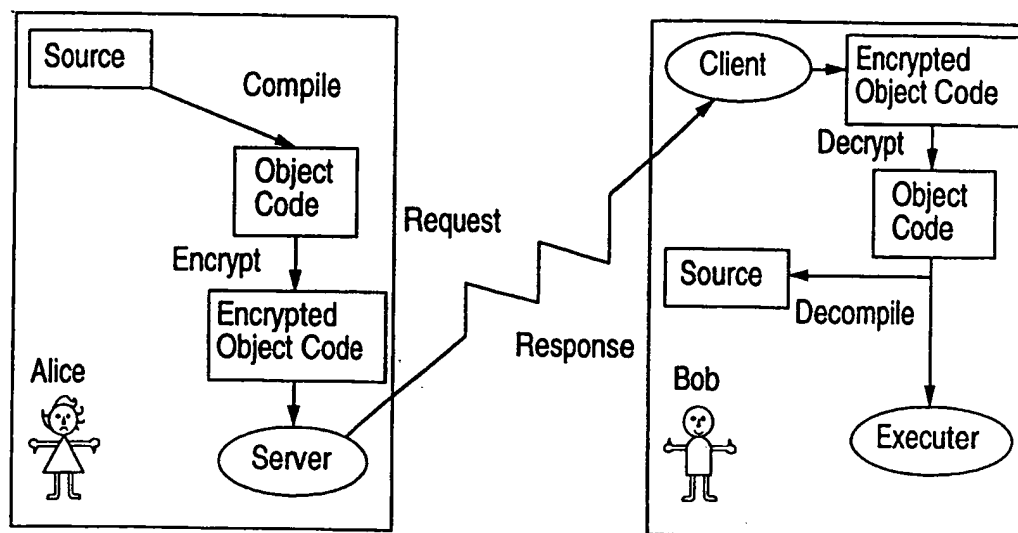 Source
Compile
Object
Code
Encrypt
Encrypted
Object Code
Alice
Server
Request
Response
Client
Encrypted
Object Code
Decrypt
Object
Code
Source
Decompile
Bob
Executer